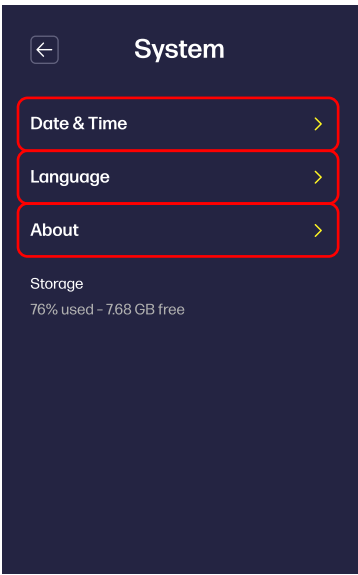 System
Date & Time
Language
About
Storage
76% used – 7.68 GB free